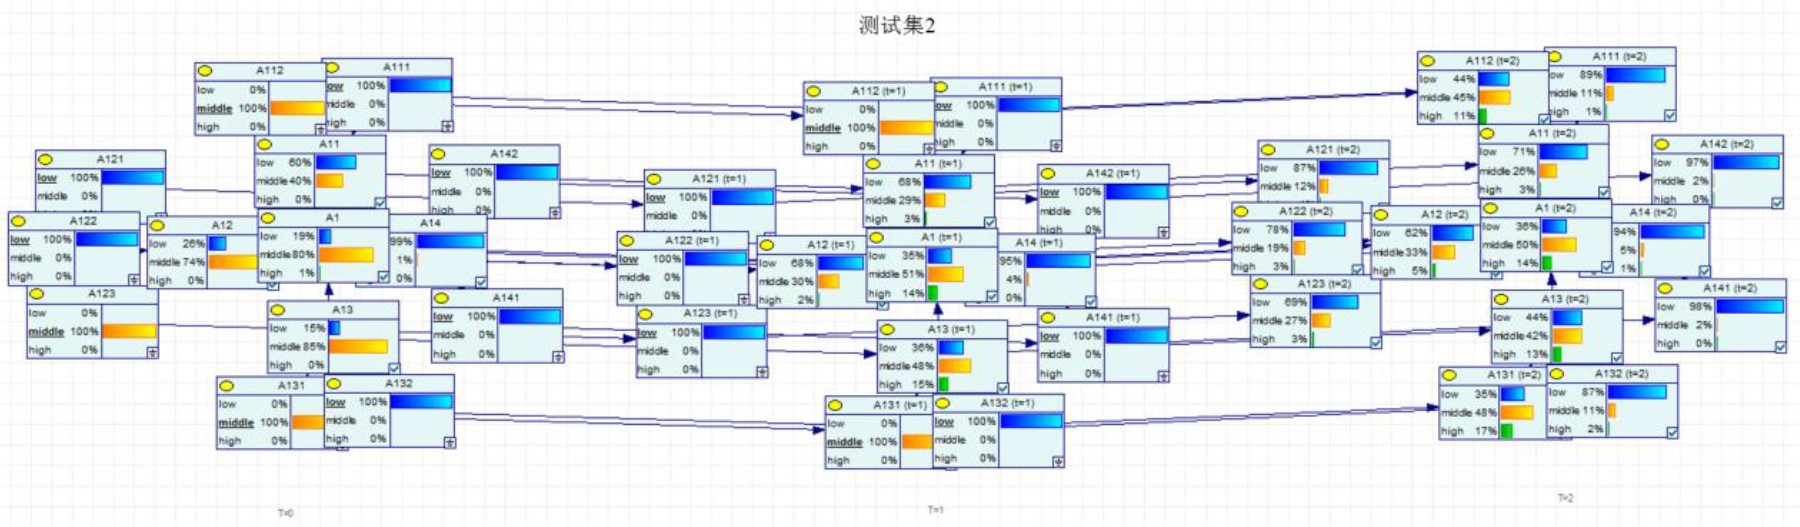 测试集2
A112
low 0%
middle 100%
high 0%
A111
low 100%
middle 0%
high 0%
A121
low 100%
middle 0%
A11
low 60%
middle 40%
high 0%
A142
low 100%
middle 0%
high 0%
A122
low 100%
middle 0%
high 0%
A12
low 26%
middle 74%
high 0%
A1
low 19%
middle 80%
high 1%
A14
99%
1%
0%
A123
low 0%
middle 100%
high 0%
A13
low 15%
middle 85%
high 0%
A141
low 100%
middle 0%
high 0%
A131
low 0%
middle 100%
high 0%
A132
low 100%
middle 0%
high 0%
T=0
A112 (t=1)
low 0%
middle 100%
high 0%
A111 (t=1)
low 100%
middle 0%
high 0%
A121 (t=1)
low 100%
middle 0%
A11 (t=1)
low 68%
middle 29%
high 3%
A142 (t=1)
low 100%
middle 0%
high 0%
A122 (t=1)
low 100%
middle 0%
high 0%
A12 (t=1)
low 68%
middle 30%
high 2%
A1 (t=1)
low 35%
middle 51%
high 14%
A14 (t=1)
95%
4%
0%
A123 (t=1)
low 100%
middle 0%
high 0%
A13 (t=1)
low 36%
middle 48%
high 15%
A141 (t=1)
low 100%
middle 0%
high 0%
A131 (t=1)
low 0%
middle 100%
high 0%
A132 (t=1)
low 100%
middle 0%
high 0%
T=1
A112 (t=2)
low 44%
middle 45%
high 11%
A111 (t=2)
low 89%
middle 11%
high 1%
A121 (t=2)
low 87%
middle 12%
A11 (t=2)
low 71%
middle 26%
high 3%
A142 (t=2)
low 97%
middle 2%
high 0%
A122 (t=2)
low 78%
middle 19%
high 3%
A12 (t=2)
low 62%
middle 33%
high 5%
A1 (t=2)
low 36%
middle 50%
high 14%
A14 (t=2)
94%
5%
1%
A123 (t=2)
low 69%
middle 27%
high 3%
A13 (t=2)
low 44%
middle 42%
high 13%
A141 (t=2)
low 98%
middle 2%
high 0%
A131 (t=2)
low 35%
middle 48%
high 17%
A132 (t=2)
low 87%
middle 11%
high 2%
T=2